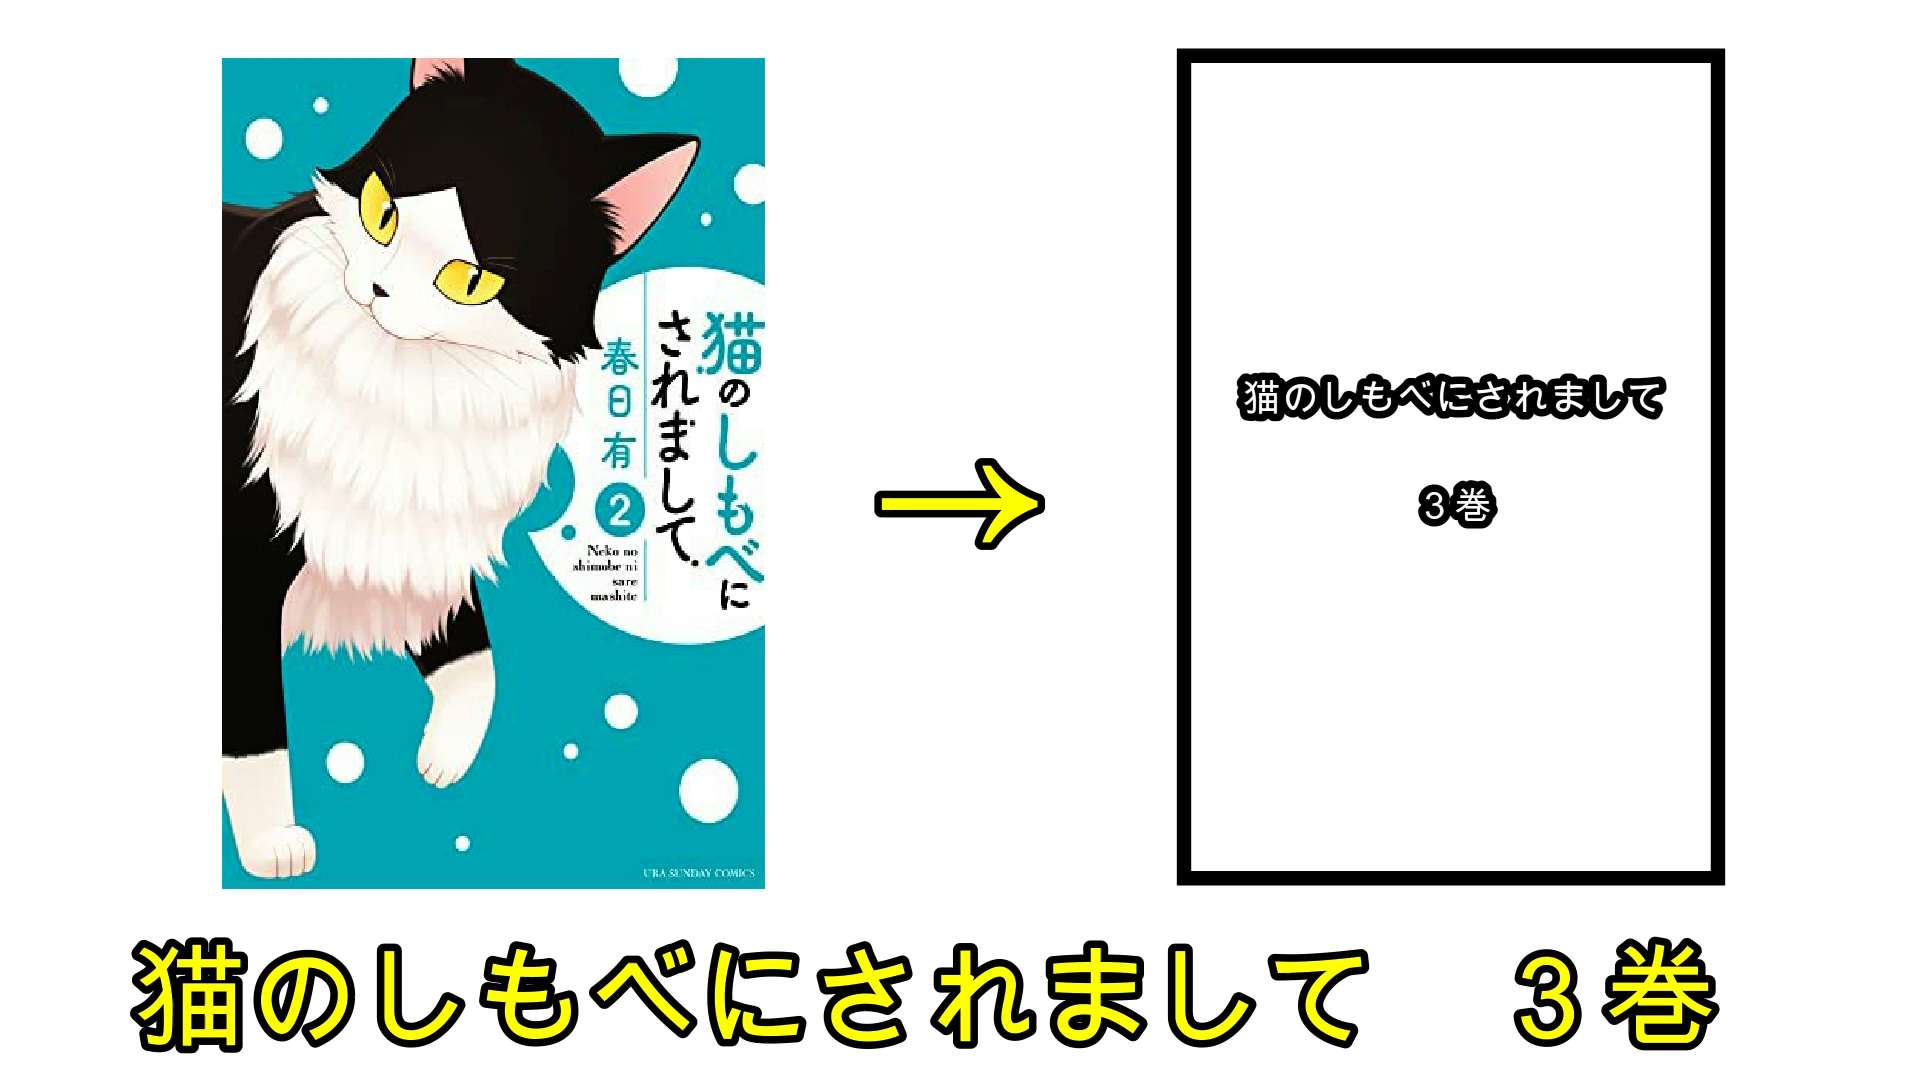 猫のしもべに
されまして。
春日有
2
Neko no
shimobe ni
sare
mashite
URA SUNDAY COMICS
猫のしもべにされまして
3巻
猫のしもべにされまして 3巻